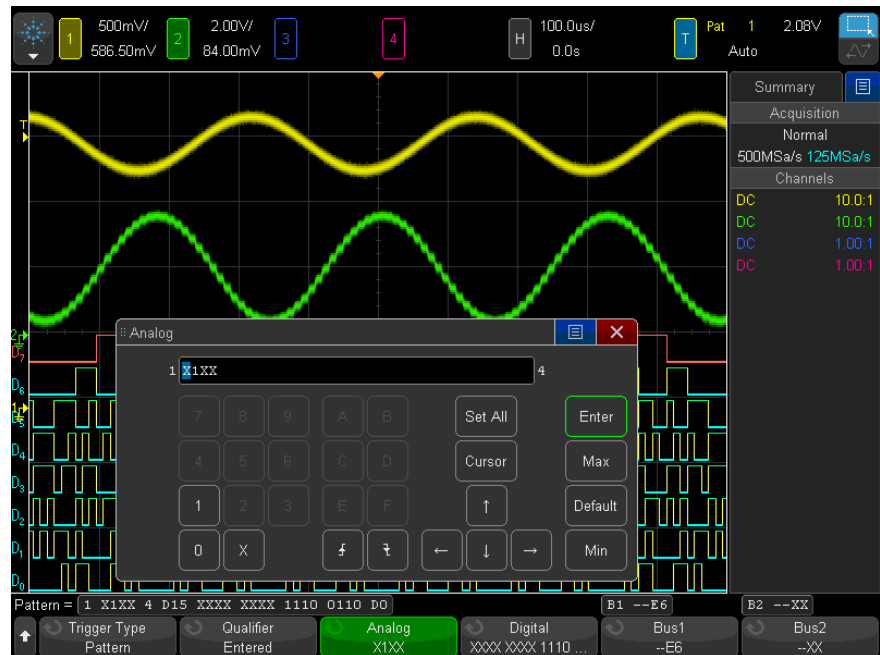 1 500mV/ 586.50mV 2 2.00V/ 84.00mV 3 4 H 100.0us/ 0.0s T Pat 1 2.08V Auto
Summary
Acquisition
Normal
500MSa/s 125MSa/s
Channels
DC 10.0:1
DC 10.0:1
DC 1.00:1
DC 1.00:1
T
2
D7
D6
1
D5
D4
D3
D2
D1
D0
Analog
1 X1XX 4
7 8 9 A B Set All Enter
4 5 6 C D Cursor Max
1 2 3 E F ↑ Default
0 X ← ↓ → Min
Pattern = 1 X1XX 4 D15 XXXX XXXX 1110 0110 D0 B1 --E6 B2 --XX
Trigger Type Qualifier Analog Digital Bus1 Bus2
Pattern Entered X1XX XXXX XXXX 1110 ... --E6 --XX